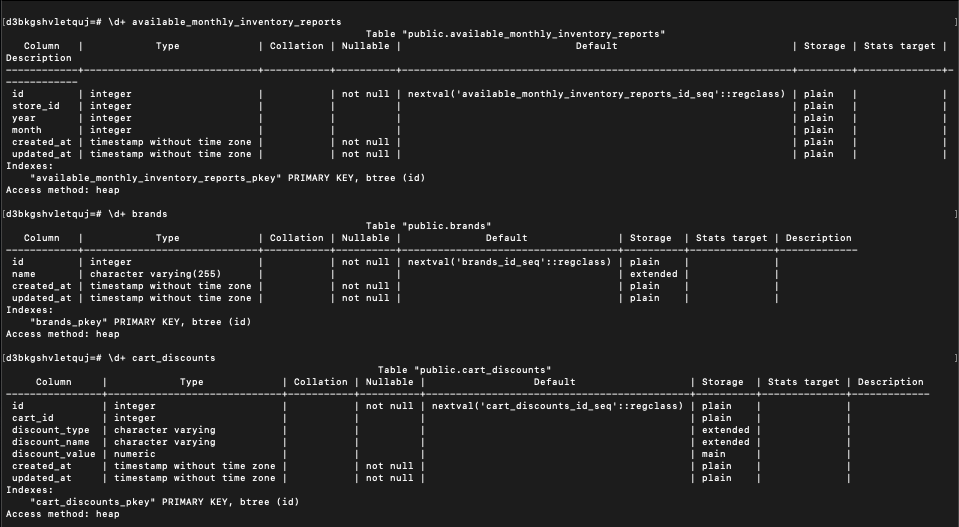 [d3bkgshvletquj=# \d+ available_monthly_inventory_reports ]
Table "public.available_monthly_inventory_reports"
Column | Type | Collation | Nullable | Default | Storage | Stats target |
Description
------------+-----------------------------+-----------+----------+-----------------------------------------------------------------+---------+--------------+-
------------
id | integer | | not null | nextval('available_monthly_inventory_reports_id_seq'::regclass) | plain | |
store_id | integer | | | | plain | |
year | integer | | | | plain | |
month | integer | | | | plain | |
created_at | timestamp without time zone | | not null | | plain | |
updated_at | timestamp without time zone | | not null | | plain | |
Indexes:
"available_monthly_inventory_reports_pkey" PRIMARY KEY, btree (id)
Access method: heap
[d3bkgshvletquj=# \d+ brands ]
Table "public.brands"
Column | Type | Collation | Nullable | Default | Storage | Stats target | Description
------------+-----------------------------+-----------+----------+------------------------------------+----------+--------------+-------------
id | integer | | not null | nextval('brands_id_seq'::regclass) | plain | |
name | character varying(255) | | | | extended | |
created_at | timestamp without time zone | | not null | | plain | |
updated_at | timestamp without time zone | | not null | | plain | |
Indexes:
"brands_pkey" PRIMARY KEY, btree (id)
Access method: heap
[d3bkgshvletquj=# \d+ cart_discounts ]
Table "public.cart_discounts"
Column | Type | Collation | Nullable | Default | Storage | Stats target | Description
----------------+-----------------------------+-----------+----------+--------------------------------------------+----------+--------------+-------------
id | integer | | not null | nextval('cart_discounts_id_seq'::regclass) | plain | |
cart_id | integer | | | | plain | |
discount_type | character varying | | | | extended | |
discount_name | character varying | | | | extended | |
discount_value | numeric | | | | main | |
created_at | timestamp without time zone | | not null | | plain | |
updated_at | timestamp without time zone | | not null | | plain | |
Indexes:
"cart_discounts_pkey" PRIMARY KEY, btree (id)
Access method: heap